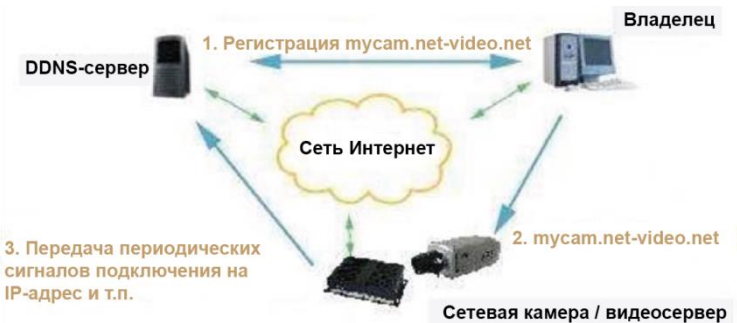 Владелец
1. Регистрация mycam.net-video.net
DDNS-сервер
Сеть Интернет
2. mycam.net-video.net
3. Передача периодических
сигналов подключения на
IP-адрес и т.п.
Сетевая камера / видеосервер